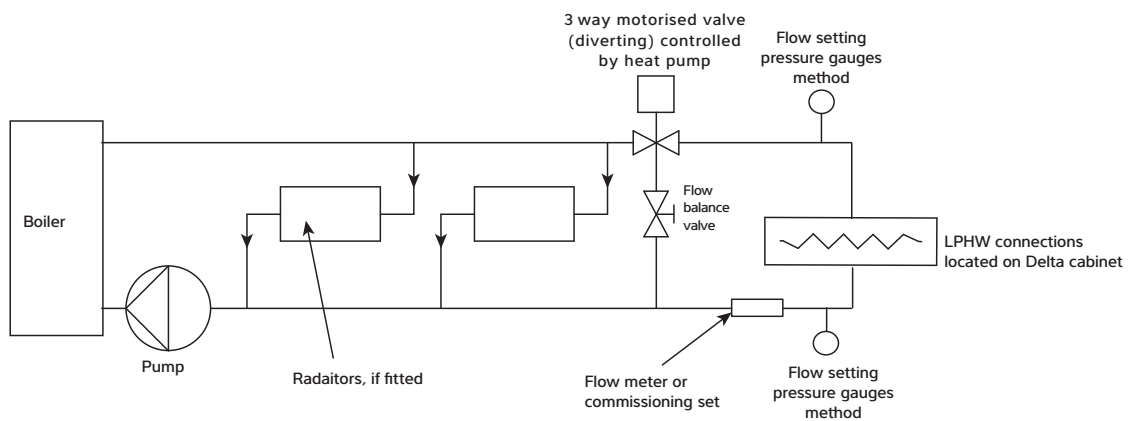 3 way motorised valve
(diverting) controlled
by heat pump
Flow setting
pressure gauges
method
Boiler
Flow
balance
valve
LPHW connections
located on Delta cabinet
Pump
Radaitors, if fitted
Flow meter or
commissioning set
Flow setting
pressure gauges
method